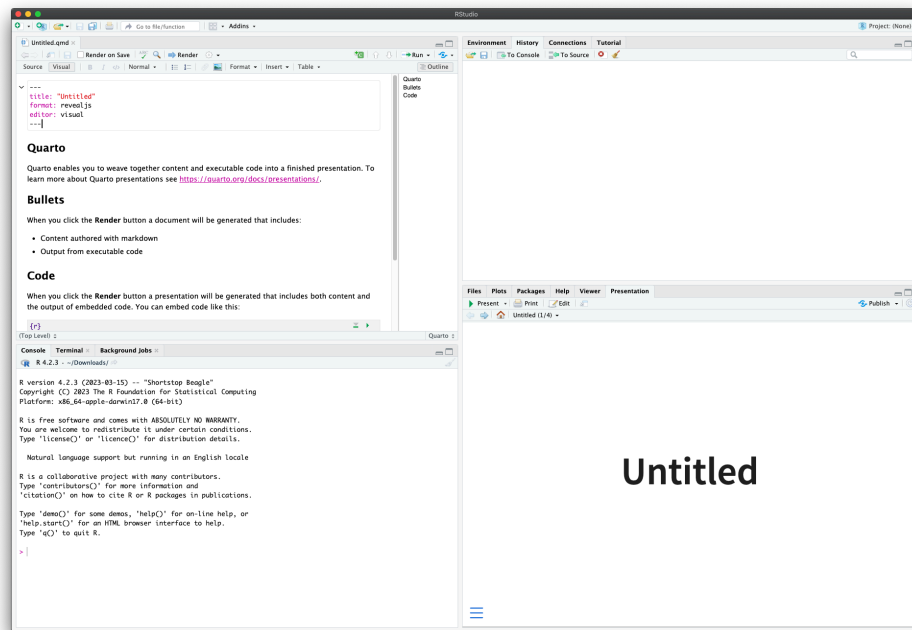 RStudio
Go to file/function
Addins
Project: (None)
Untitled.qmd
Render on Save
Render
Run
Source Visual B I </> Normal Format Insert Table Outline
---
title: "Untitled"
format: revealjs
editor: visual
---
Quarto
Quarto enables you to weave together content and executable code into a finished presentation. To
learn more about Quarto presentations see https://quarto.org/docs/presentations/.
Bullets
When you click the Render button a document will be generated that includes:
• Content authored with markdown
• Output from executable code
Code
When you click the Render button a presentation will be generated that includes both content and
the output of embedded code. You can embed code like this:
{r}
(Top Level) Quarto
Quarto
Bullets
Code
Console Terminal Background Jobs
R 4.2.3 · ~/Downloads/
R version 4.2.3 (2023-03-15) -- "Shortstop Beagle"
Copyright (C) 2023 The R Foundation for Statistical Computing
Platform: x86_64-apple-darwin17.0 (64-bit)
R is free software and comes with ABSOLUTELY NO WARRANTY.
You are welcome to redistribute it under certain conditions.
Type 'license()' or 'licence()' for distribution details.
Natural language support but running in an English locale
R is a collaborative project with many contributors.
Type 'contributors()' for more information and
'citation()' on how to cite R or R packages in publications.
Type 'demo()' for some demos, 'help()' for on-line help, or
'help.start()' for an HTML browser interface to help.
Type 'q()' to quit R.
>
Environment History Connections Tutorial
To Console To Source
Files Plots Packages Help Viewer Presentation
Present Print Edit Publish
Untitled (1/4)
Untitled